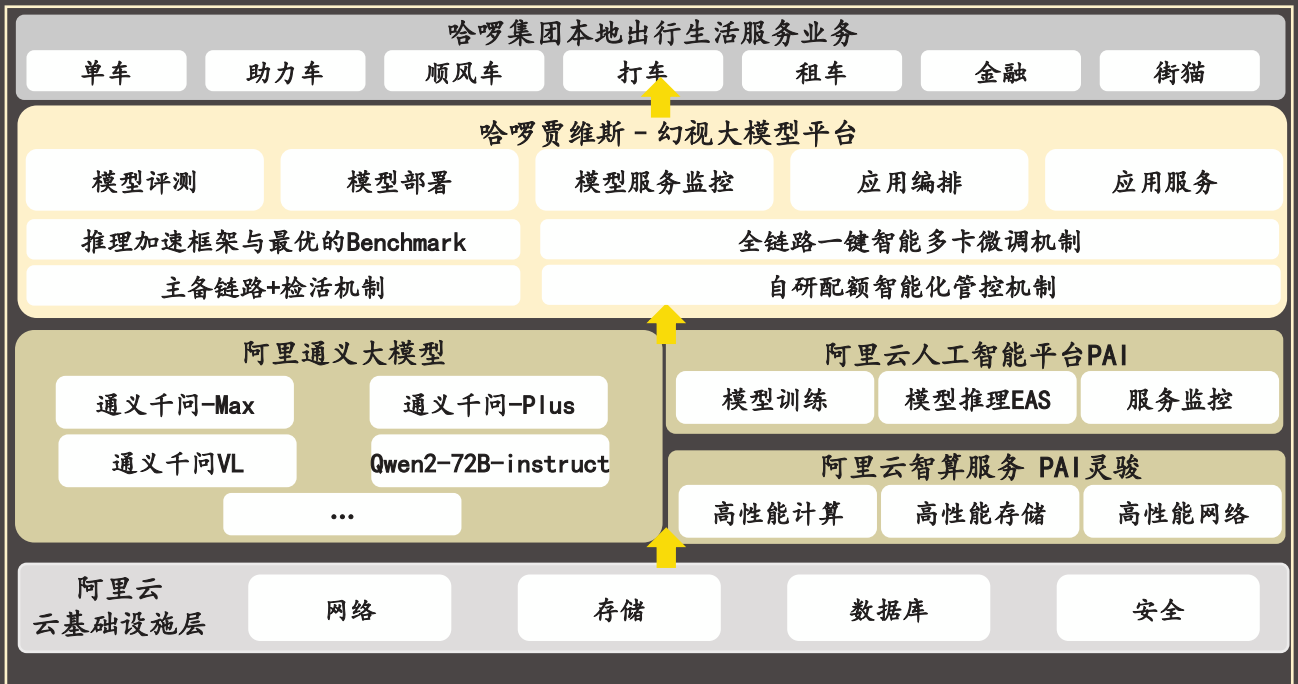 哈啰集团本地出行生活服务业务
单车 助力车 顺风车 打车 租车 金融 街猫
哈啰贾维斯-幻视大模型平台
模型评测 模型部署 模型服务监控 应用编排 应用服务
推理加速框架与最优的Benchmark 全链路一键智能多卡微调机制
主备链路+检活机制 自研配额智能化管控机制
阿里通义大模型
通义千问-Max 通义千问-Plus
通义千问VL Qwen2-72B-instruct
...
阿里云人工智能平台PAI
模型训练 模型推理EAS 服务监控
阿里云智算服务 PAI灵骏
高性能计算 高性能存储 高性能网络
阿里云
云基础设施层
网络 存储 数据库 安全